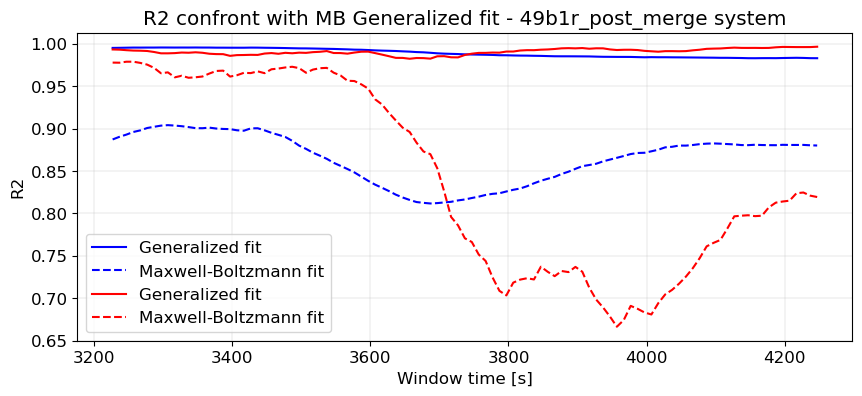 R2 confront with MB Generalized fit - 49b1r_post_merge system
1.00
0.95
0.90
0.85
0.80
0.75
0.70
0.65
R2
Generalized fit
Maxwell-Boltzmann fit
Generalized fit
Maxwell-Boltzmann fit
3200 3400 3600 3800 4000 4200
Window time [s]